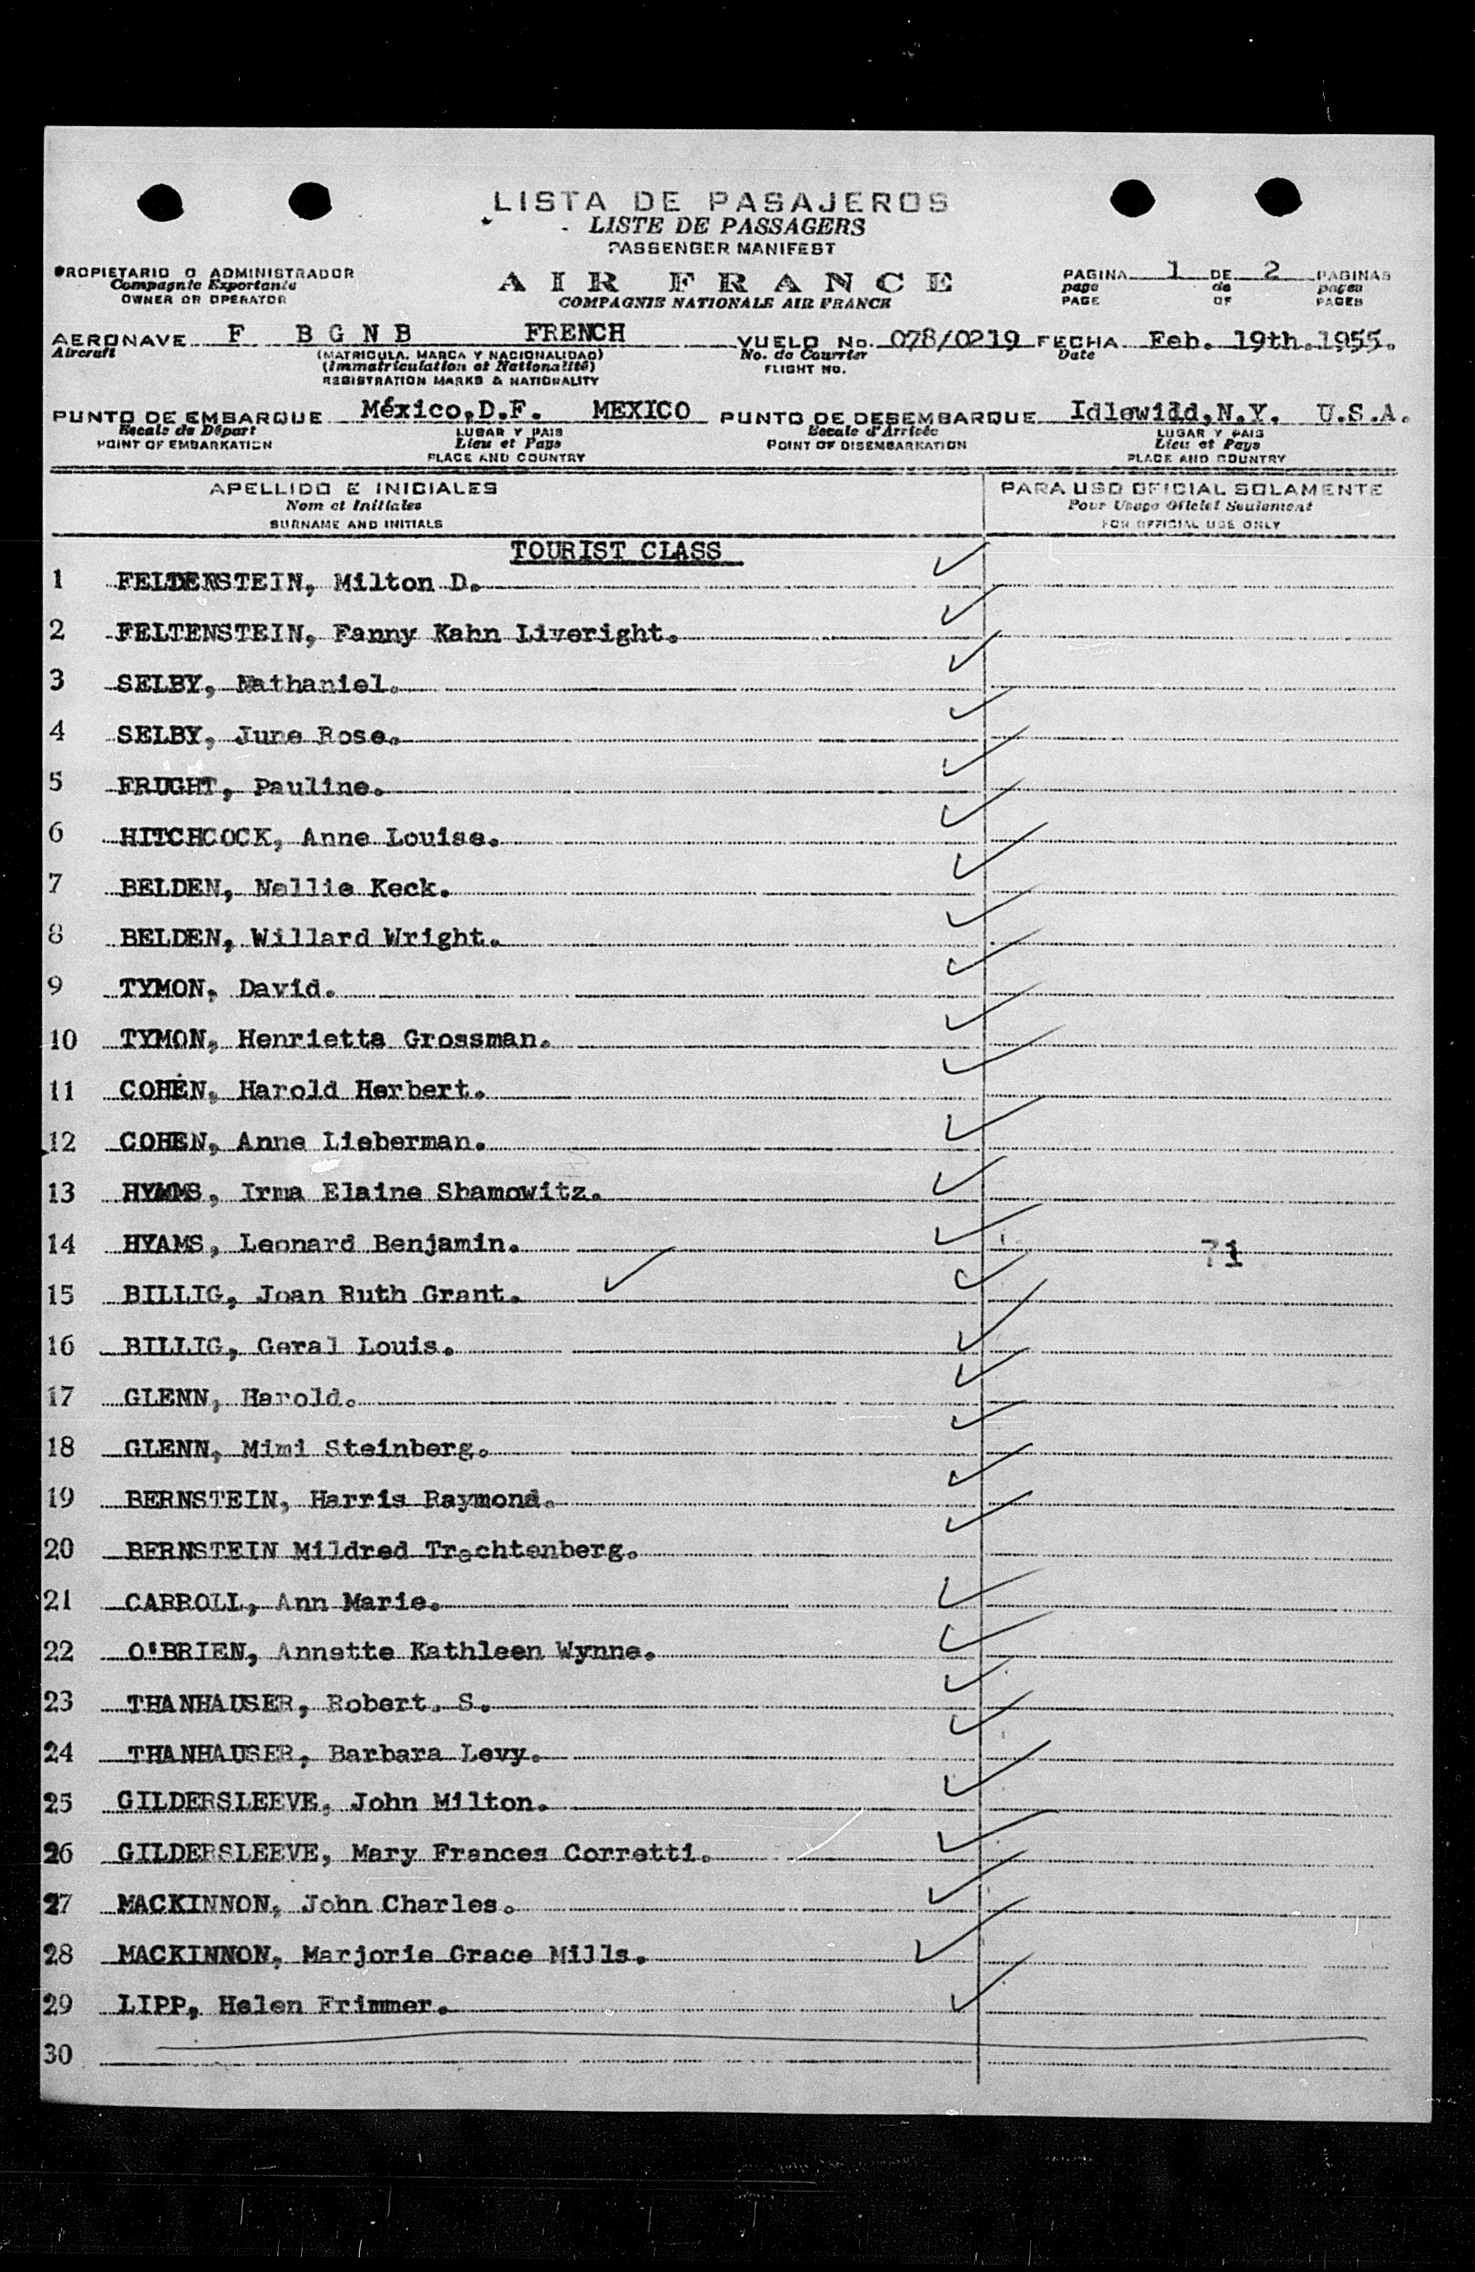 LISTA DE PASAJEROS
LISTE DE PASSAGERS
PASSENGER MANIFEST
PROPIETARIO O ADMINISTRADOR
Compagnie Exportante
OWNER OR OPERATOR
AIR FRANCE
COMPAGNIE NATIONALE AIR FRANCE
PAGINA 1 DE 2 PAGINAS
page de pages
PAGE OF PAGES
AERONAVE F BGNB FRENCH VUELO No. 078/0219 FECHA Feb. 19th.1955.
Aircraft (MATRICULA, MARCA Y NACIONALIDAD) No. de Courrier Date
(Immatriculation et Nationalité) FLIGHT NO.
REGISTRATION MARKS & NATIONALITY
PUNTO DE EMBARQUE México,D.F. MEXICO PUNTO DE DESEMBARQUE Idlewild,N.Y. U.S.A.
Escale de Départ LUGAR Y PAIS Escale d'Arrivée LUGAR Y PAIS
POINT OF EMBARKATION Lieu et Pays POINT OF DISEMBARKATION Lieu et Pays
PLACE AND COUNTRY PLACE AND COUNTRY
APELLIDO E INICIALES PARA USO OFICIAL SOLAMENTE
Nom et Initiales Pour Usage Officiel Seulement
SURNAME AND INITIALS FOR OFFICIAL USE ONLY
TOURIST CLASS
1 FELTENSTEIN, Milton D.
2 FELTENSTEIN, Fanny Kahn Liveright.
3 SELBY, Nathaniel.
4 SELBY, June Rose.
5 FRUGHT, Pauline.
6 HITCHCOCK, Anne Louise.
7 BELDEN, Nellie Keck.
8 BELDEN, Willard Wright.
9 TYMON, David.
10 TYMON, Henrietta Grossman.
11 COHEN, Harold Herbert.
12 COHEN, Anne Lieberman.
13 HYAMS, Irma Elaine Shamowitz.
14 HYAMS, Leonard Benjamin. 71
15 BILLIG, Joan Ruth Grant.
16 BILLIG, Geral Louis.
17 GLENN, Harold.
18 GLENN, Mimi Steinberg.
19 BERNSTEIN, Harris Raymond.
20 BERNSTEIN Mildred Trachtenberg.
21 CARROLL, Ann Marie.
22 O'BRIEN, Annette Kathleen Wynne.
23 THANHAUSER, Robert. S.
24 THANHAUSER, Barbara Levy.
25 GILDERSLEEVE, John Milton.
26 GILDERSLEEVE, Mary Frances Corretti.
27 MACKINNON, John Charles.
28 MACKINNON, Marjorie Grace Mills.
29 LIPP, Helen Frimmer.
30